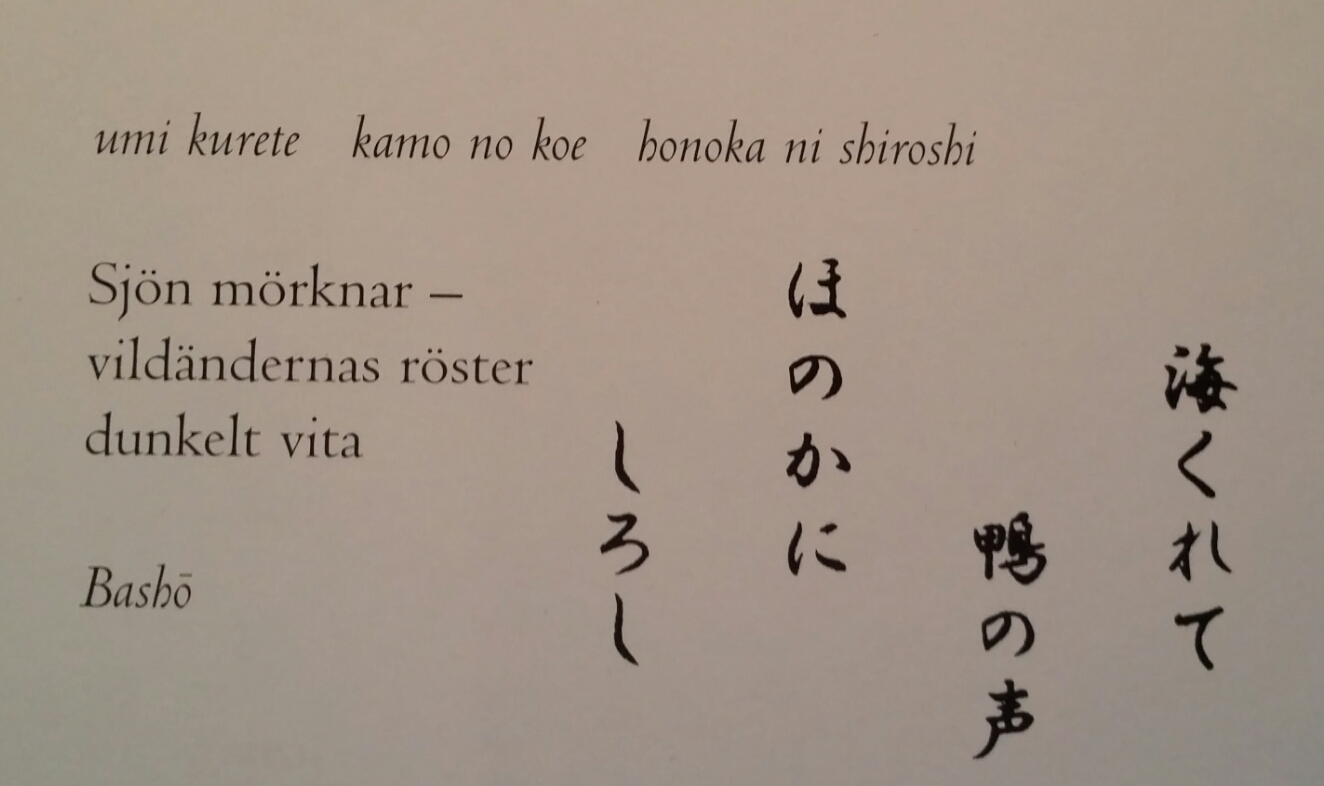 umi kurete kamo no koe honoka ni shiroshi
Sjön mörknar –
vildändernas röster
dunkelt vita
Bashō
海くれて
鴨の声
ほのかに
しろし